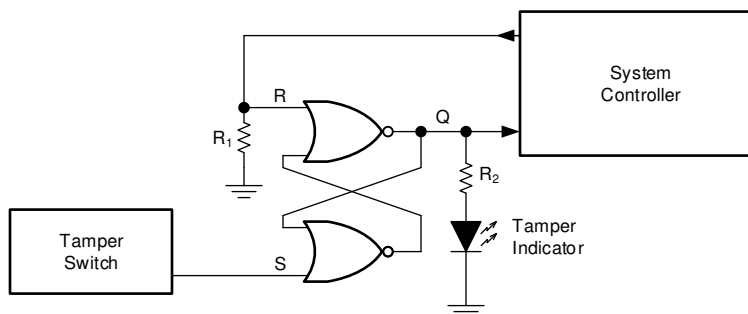 System
Controller
R
Q
R1
R2
Tamper
Switch
Tamper
Indicator
S